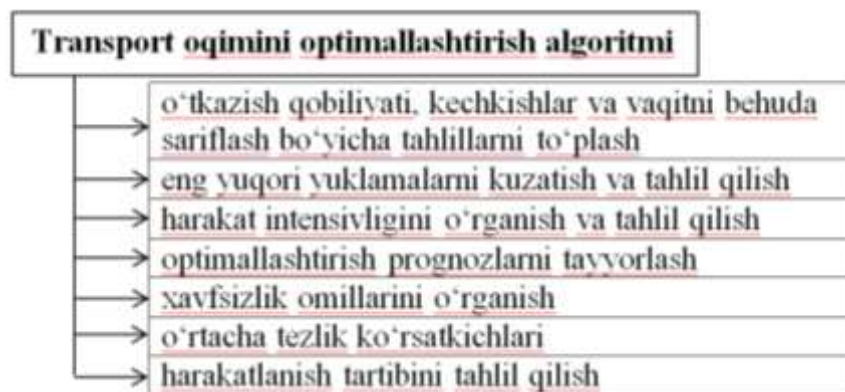 Transport oqimini optimallashtirish algoritmi
o‘tkazish qobiliyati, kechkishlar va vaqitni behuda
sariflash bo‘yicha tahlillarni to‘plash
eng yuqori yuklamalarni kuzatish va tahlil qilish
harakat intensivligini o‘rganish va tahlil qilish
optimallashtirish prognozlarni tayyorlash
xavfsizlik omillarini o‘rganish
o‘rtacha tezlik ko‘rsatkichlari
harakatlanish tartibini tahlil qilish